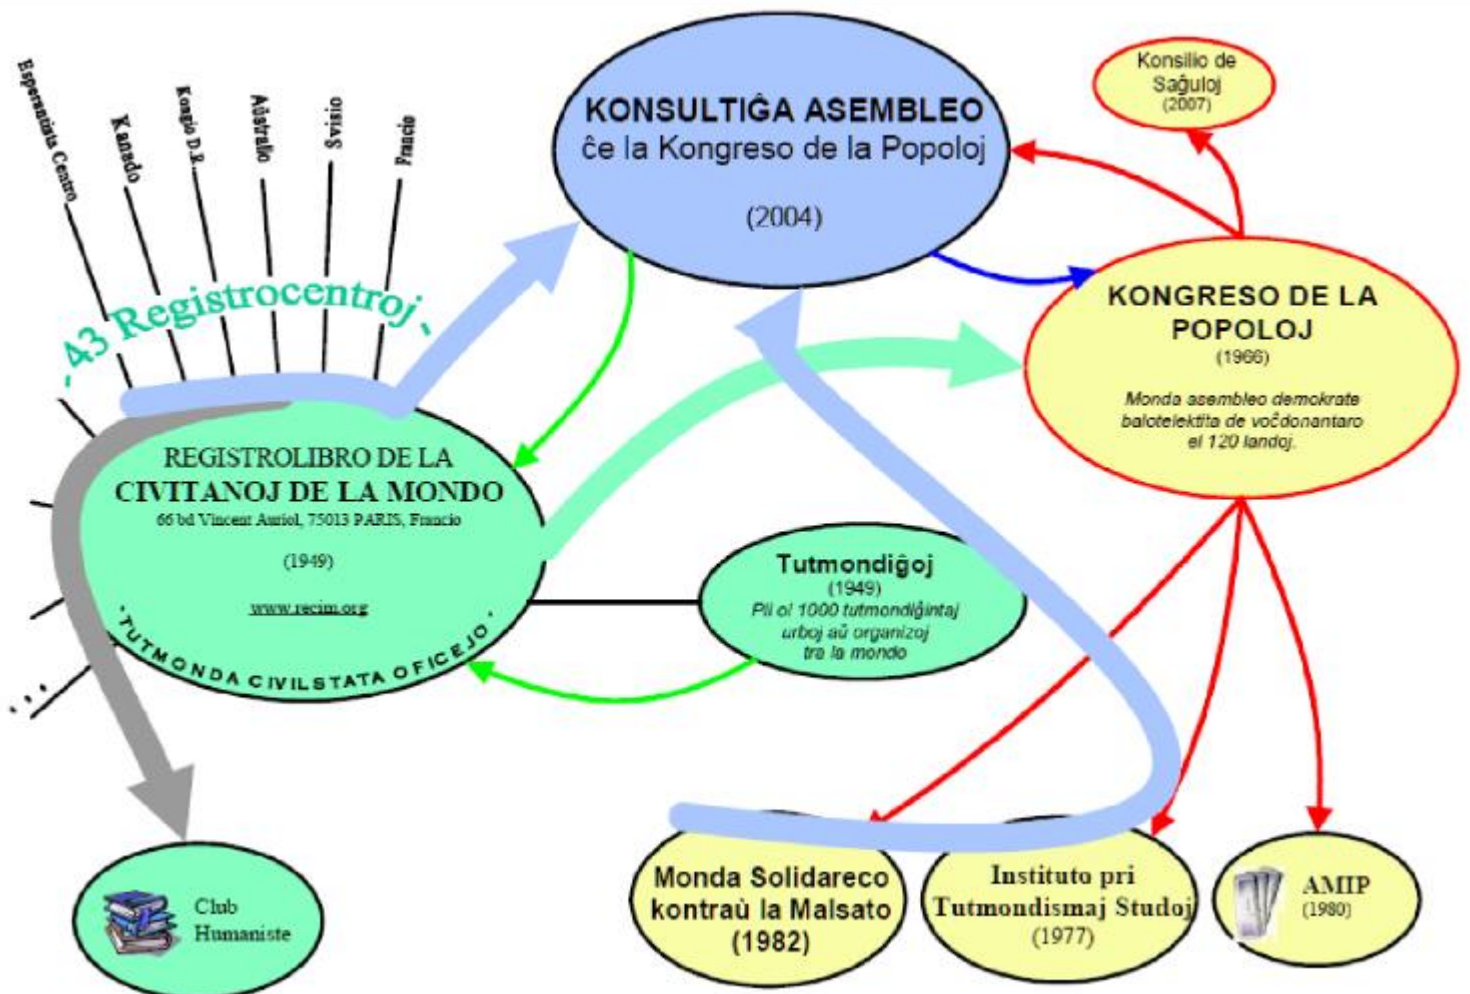 Esperantista Centro
Kanado
Kongio D.R.
Aŭstralio
Svisio
Francio
- 43 Registrocentroj -
KONSULTIĜA ASEMBLEO
ĉe la Kongreso de la Popoloj
(2004)
Konsilio de
Saĝuloj
(2007)
KONGRESO DE LA
POPOLOJ
(1966)
Monda asembleo demokrate
balotelektita de voĉdonantaro
el 120 landoj.
REGISTROLIBRO DE LA
CIVITANOJ DE LA MONDO
66 bd Vincent Auriol, 75013 PARIS, Francio
(1949)
www.recim.org
· TUTMONDA CIVILSTATA OFICEJO ·
...
Tutmondiĝoj
(1949)
Pli ol 1000 tutmondiĝintaj
urboj aŭ organizoj
tra la mondo
Club
Humaniste
Monda Solidareco
kontraù la Malsato
(1982)
Instituto pri
Tutmondismaj Studoj
(1977)
AMIP
(1980)